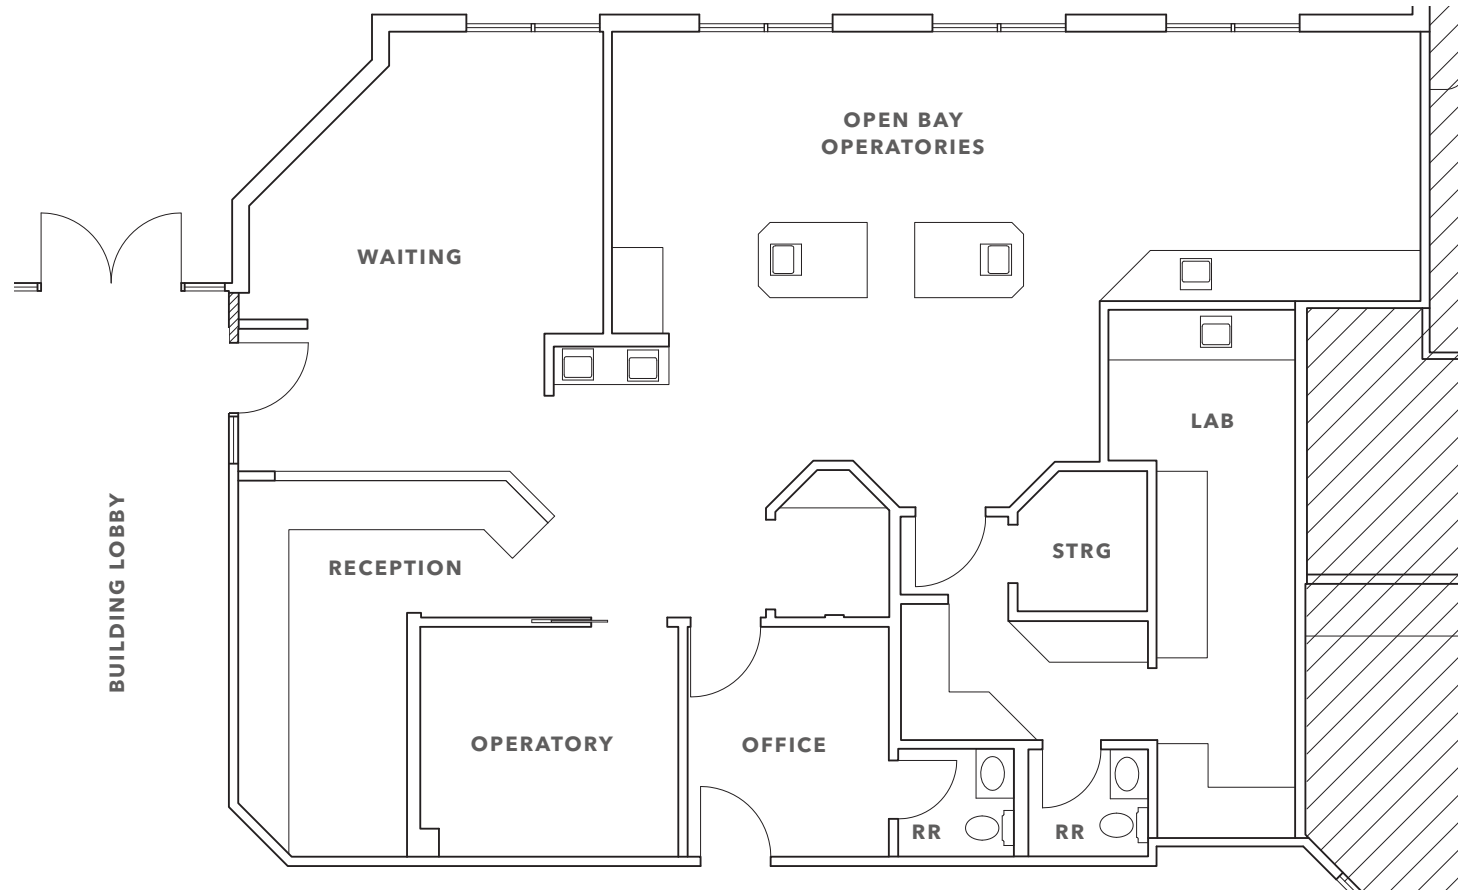 OPEN BAY
OPERATORIES
WAITING
LAB
BUILDING LOBBY
STRG
RECEPTION
OPERATORY
OFFICE
RR
RR